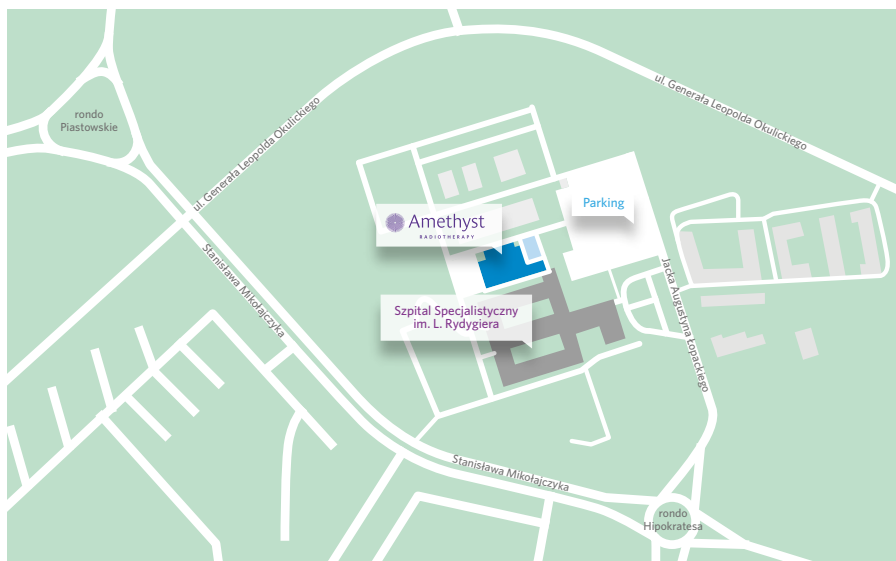 ul. Generała Leopolda Okulickiego
rondo
Piastowskie
ul. Generała Leopolda Okulickiego
Parking
Amethyst
RADIOTHERAPY
Stanisława Mikołajczyka
Jacka Augustyna Łopackiego
Szpital Specjalistyczny
im. L. Rydygiera
Stanisława Mikołajczyka
rondo
Hipokratesa